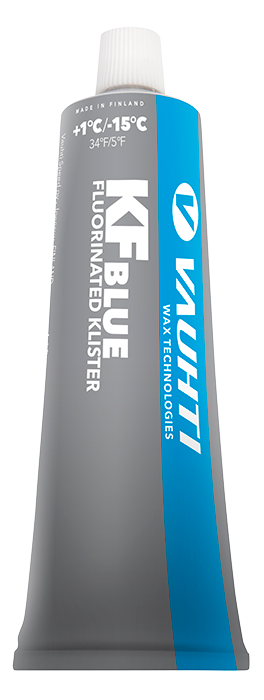 MADE IN FINLAND
+1°C/-15°C
34°F/5°F
KF BLUE
FLUORINATED KLISTER
VAUHTI
WAX TECHNOLOGIES